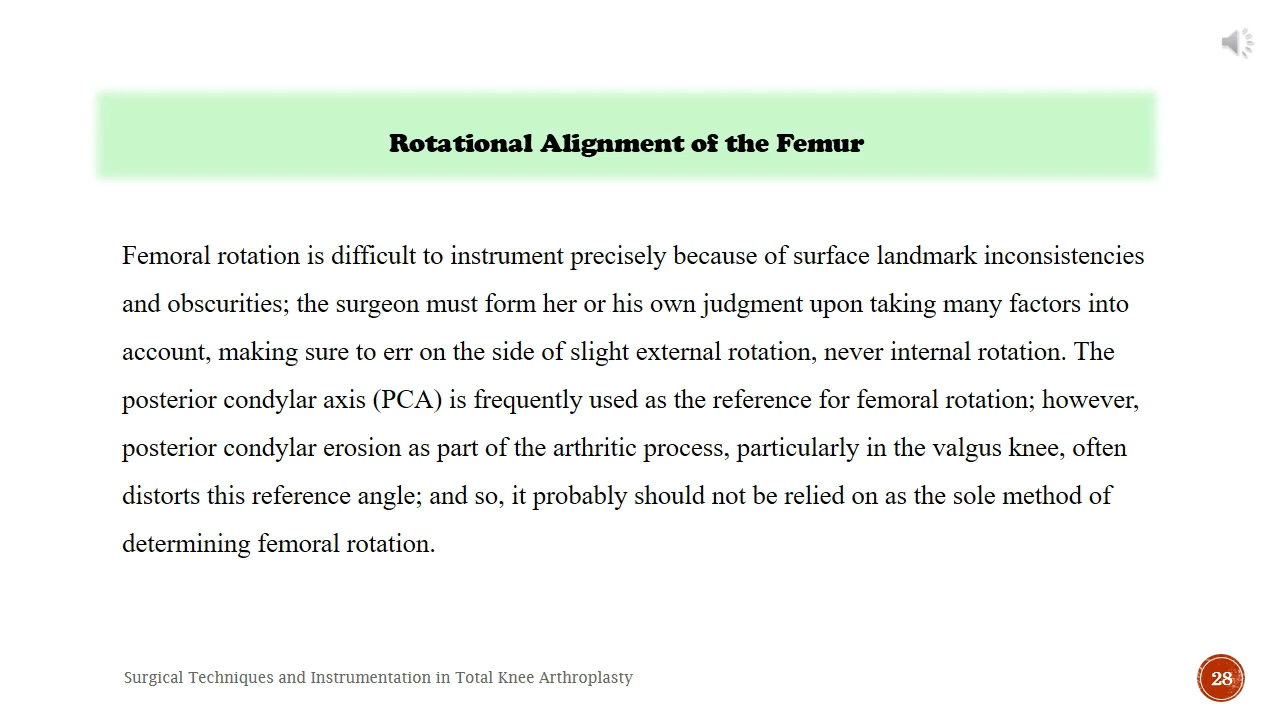 Rotational Alignment of the Femur
Femoral rotation is difficult to instrument precisely because of surface landmark inconsistencies
and obscurities; the surgeon must form her or his own judgment upon taking many factors into
account, making sure to err on the side of slight external rotation, never internal rotation. The
posterior condylar axis (PCA) is frequently used as the reference for femoral rotation; however,
posterior condylar erosion as part of the arthritic process, particularly in the valgus knee, often
distorts this reference angle; and so, it probably should not be relied on as the sole method of
determining femoral rotation.
Surgical Techniques and Instrumentation in Total Knee Arthroplasty
28